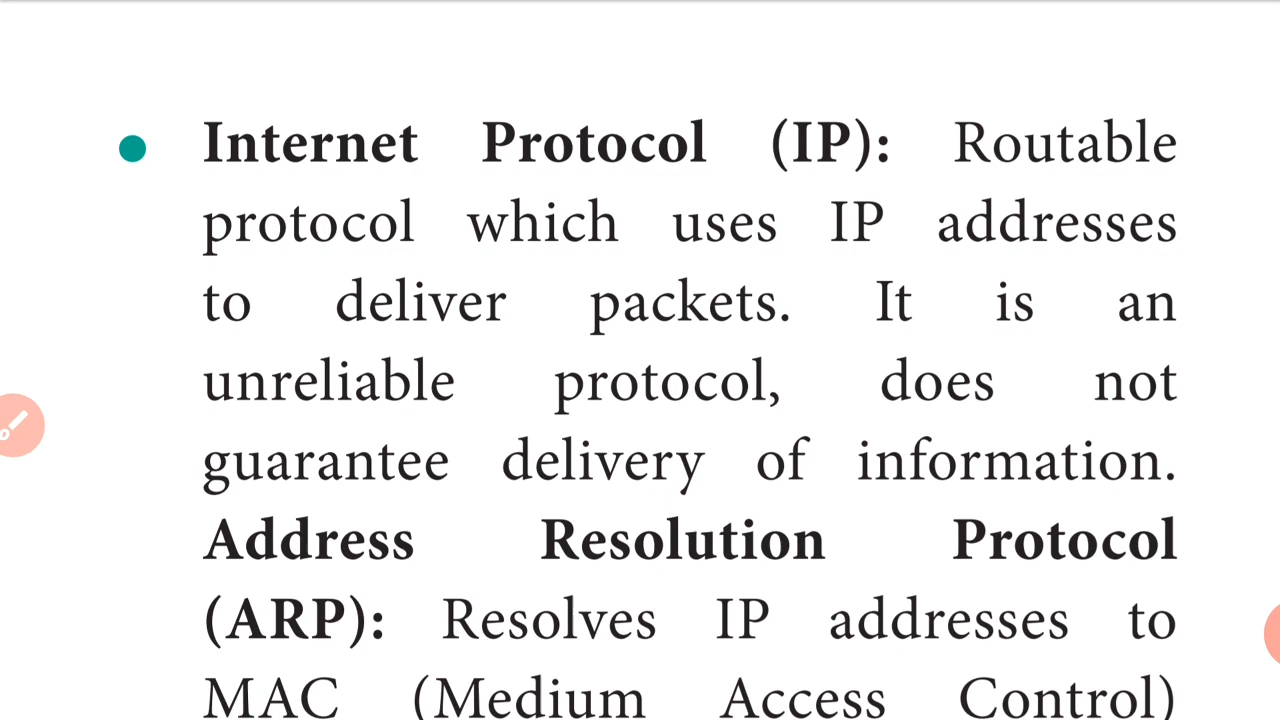 Internet Protocol (IP): Routable
protocol which uses IP addresses
to deliver packets. It is an
unreliable protocol, does not
guarantee delivery of information.
Address Resolution Protocol
(ARP): Resolves IP addresses to
MAC (Medium Access Control)